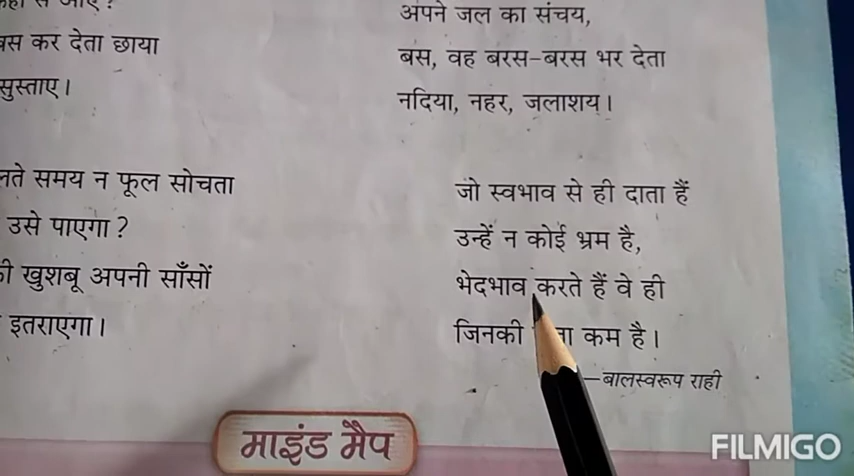 बस कर देता छाया
सुस्ताए।
समय न फूल सोचता
उसे पाएगा?
खुशबू अपनी साँसों
इतराएगा।
अपने जल का संचय,
बस, वह बरस-बरस भर देता
नदिया, नहर, जलाशय।
जो स्वभाव से ही दाता हैं
उन्हें न कोई भ्रम है,
भेदभाव करते हैं वे ही
जिनकी कम है।
—बालस्वरूप राही
माइंड मैप
FILMIGO